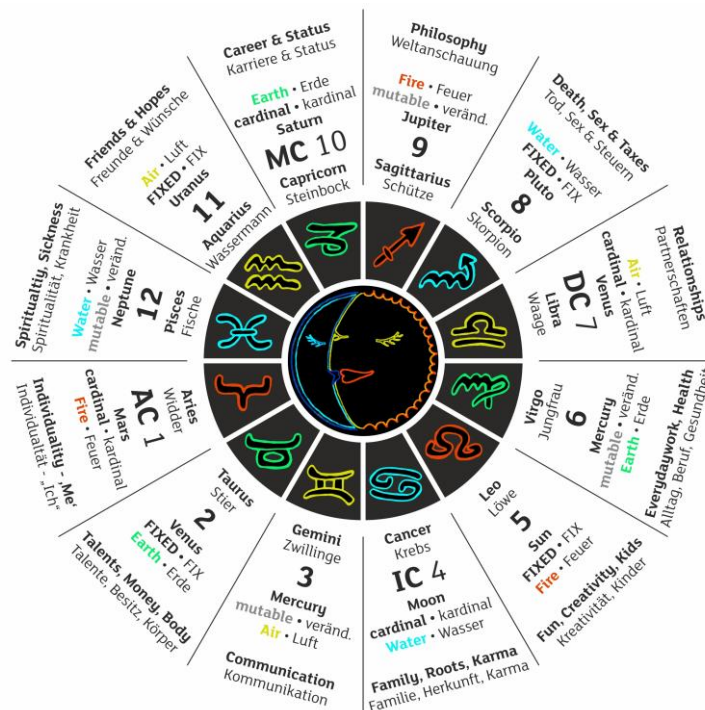 Career & Status
Karriere & Status
Earth • Erde
cardinal • kardinal
Saturn
MC 10
Capricorn
Steinbock
Philosophy
Weltanschauung
Fire • Feuer
mutable • veränd.
Jupiter
9
Sagittarius
Schütze
Death, Sex & Taxes
Tod, Sex & Steuern
Water • Wasser
FIXED • FIX
Pluto
8
Scorpio
Skorpion
Relationships
Partnerschaften
Air • Luft
cardinal • kardinal
Venus
DC 7
Libra
Waage
Virgo
Jungfrau
6
Mercury
mutable • veränd.
Earth • Erde
Everydaywork, Health
Alltag, Beruf, Gesundheit
Leo
Löwe
5
Sun
FIXED • FIX
Fire • Feuer
Fun, Creativity, Kids
Kreativität, Kinder
Cancer
Krebs
IC 4
Moon
cardinal • kardinal
Water • Wasser
Family, Roots, Karma
Familie, Herkunft, Karma
Gemini
Zwillinge
3
Mercury
mutable • veränd.
Air • Luft
Communication
Kommunikation
Taurus
Stier
2
Venus
FIXED • FIX
Earth • Erde
Talents, Money, Body
Talente, Besitz, Körper
Individuality - ‚Me‘
Individualtät - „Ich“
Fire • Feuer
cardinal • kardinal
Mars
AC 1
Aries
Widder
Spiritualtiy, Sickness
Spiritualität, Krankheit
Water • Wasser
mutable • veränd.
Neptune
12
Pisces
Fische
Friends & Hopes
Freunde & Wünsche
Air • Luft
FIXED • FIX
Uranus
11
Aquarius
Wassermann